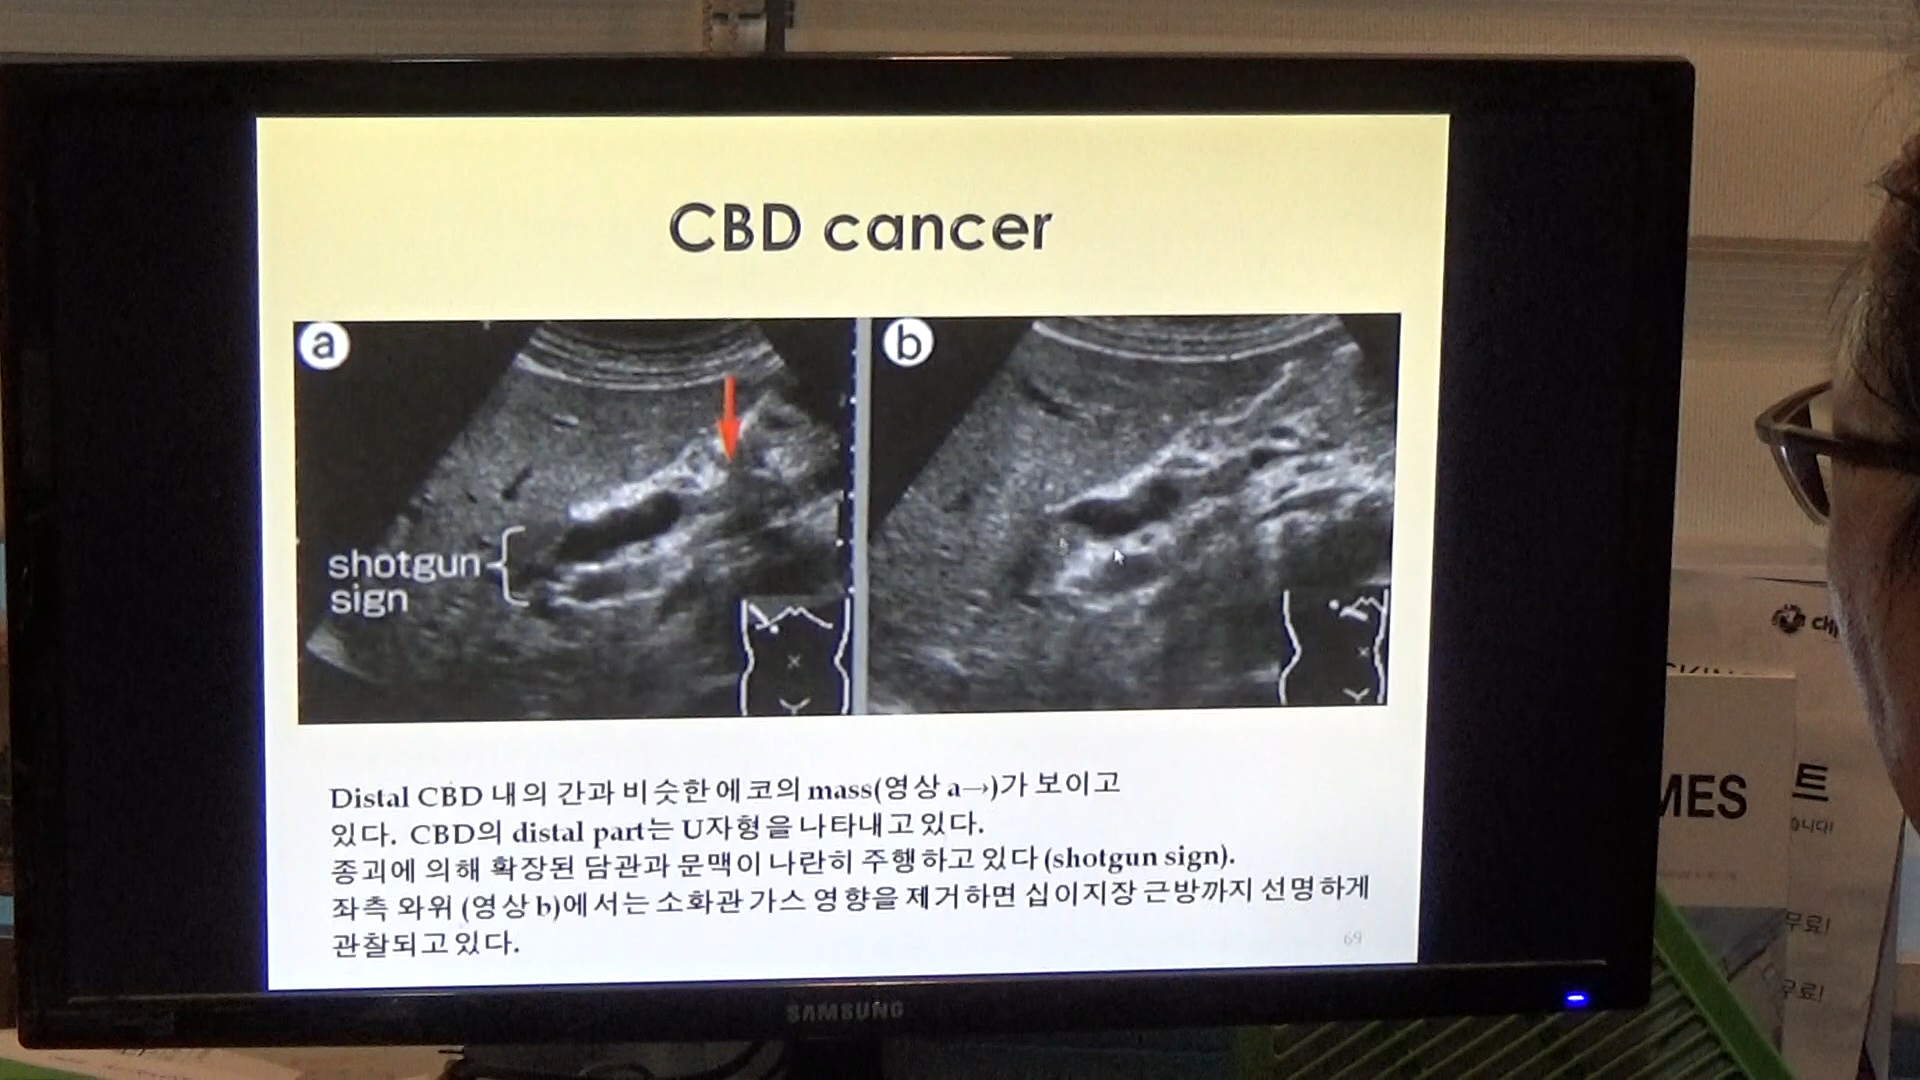 CBD cancer
a
b
shotgun
sign
Distal CBD 내의 간과 비슷한 에코의 mass(영상 a→)가 보이고
있다. CBD의 distal part는 U자형을 나타내고 있다.
종괴에 의해 확장된 담관과 문맥이 나란히 주행하고 있다 (shotgun sign).
좌측 와위 (영상 b)에서는 소화관 가스 영향을 제거하면 십이지장 근방까지 선명하게
관찰되고 있다.
69
SAMSUNG
MES
트
무료!
무료!